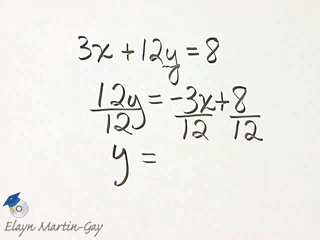 3x + 12y = 8
12y/12 = -3x/12 + 8/12
y =
Elayn Martin-Gay